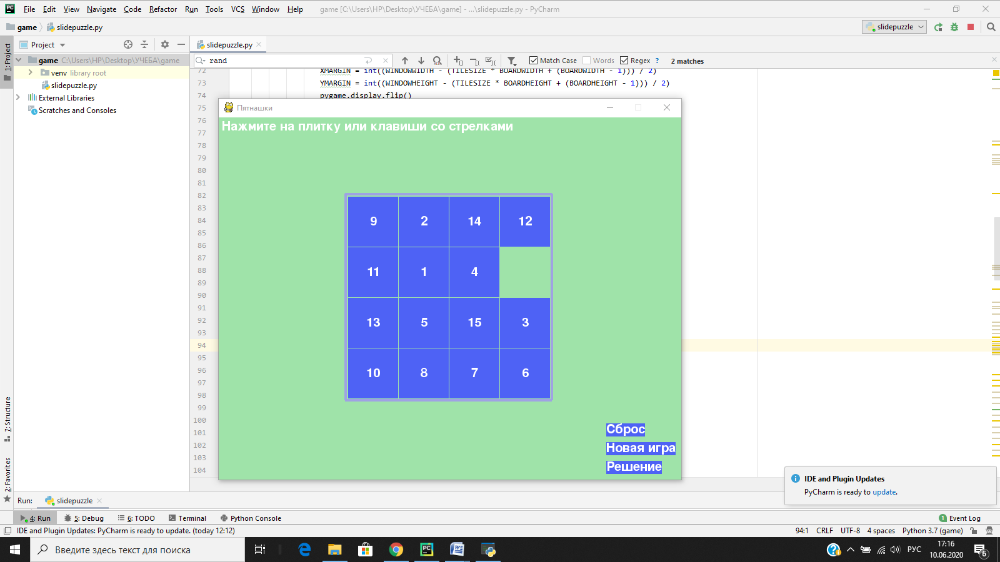 File Edit View Navigate Code Refactor Run Tools VCS Window Help game [C:\Users\HP\Desktop\УЧЕБА\game] - ...\slidepuzzle.py - PyCharm
game slidepuzzle.py slidepuzzle
1: Project
Project slidepuzzle.py
game C:\Users\HP\Desktop\УЧЕБА\game
venv library root
slidepuzzle.py
External Libraries
Scratches and Consoles
rand Match Case Words Regex ? 2 matches
72 XMARGIN = int((WINDOWWIDTH - (TILESIZE * BOARDWIDTH + (BOARDWIDTH - 1))) / 2)
73 YMARGIN = int((WINDOWHEIGHT - (TILESIZE * BOARDHEIGHT + (BOARDHEIGHT - 1))) / 2)
74 pygame.display.flip()
75
76
77
78
79
80
81
82
83
84
85
86
87
88
89
90
91
92
93
94
95
96
97
98
99
100
101
102
103
104
Пятнашки
Нажмите на плитку или клавиши со стрелками
9 2 14 12
11 1 4
13 5 15 3
10 8 7 6
Сброс
Новая игра
Решение
7: Structure
2: Favorites
IDE and Plugin Updates
PyCharm is ready to update.
Run: slidepuzzle
4: Run 5: Debug 6: TODO Terminal Python Console 1 Event Log
IDE and Plugin Updates: PyCharm is ready to update. (today 12:12) 94:1 CRLF UTF-8 4 spaces Python 3.7 (game)
Введите здесь текст для поиска
РУС
17:16
10.06.2020
6